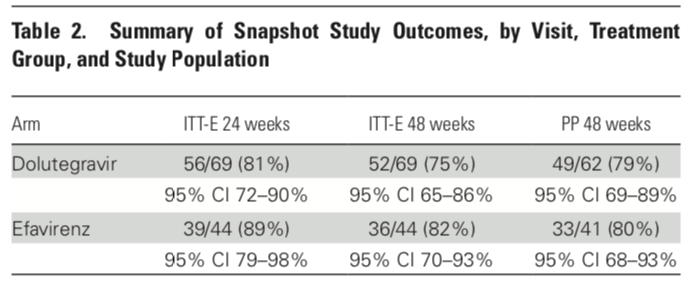 Table 2. Summary of Snapshot Study Outcomes, by Visit, Treatment
Group, and Study Population
Arm ITT-E 24 weeks ITT-E 48 weeks PP 48 weeks
Dolutegravir 56/69 (81%) 52/69 (75%) 49/62 (79%)
95% CI 72–90% 95% CI 65–86% 95% CI 69–89%
Efavirenz 39/44 (89%) 36/44 (82%) 33/41 (80%)
95% CI 79–98% 95% CI 70–93% 95% CI 68–93%